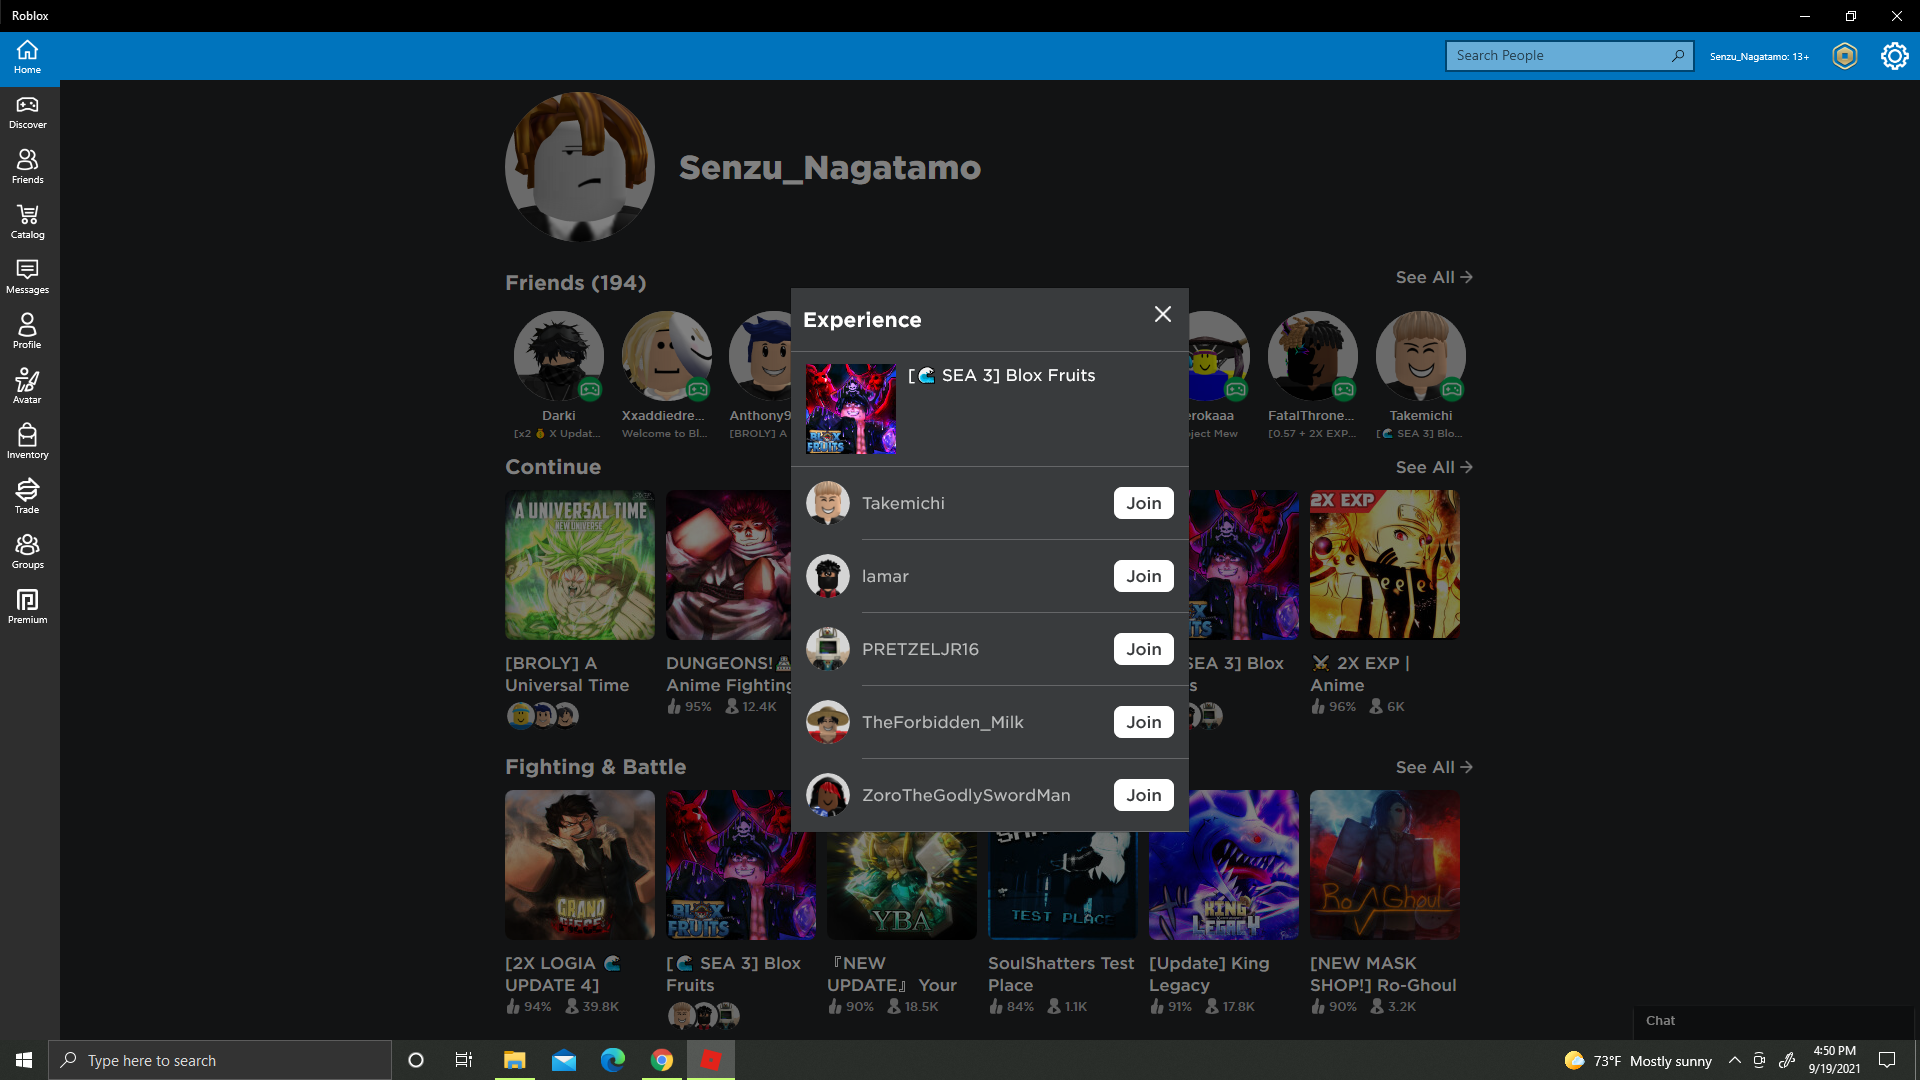 Roblox
Home
Search People
Senzu_Nagatamo: 13+
Discover
Friends
Catalog
Messages
Profile
Avatar
Inventory
Trade
Groups
Premium
Senzu_Nagatamo
Friends (194)
See All
Darki
Xxaddiedre...
Anthony9
erokaaa
FatalThrone...
Takemichi
[x2 💰 X Updat...
Welcome to Bl...
[BROLY] A
ject Mew
[0.57 + 2X EXP...
[🌊 SEA 3] Blo...
Experience
[🌊 SEA 3] Blox Fruits
BLOX
FRUITS
Takemichi
Join
lamar
Join
PRETZELJR16
Join
TheForbidden_Milk
Join
ZoroTheGodlySwordMan
Join
Continue
See All
A UNIVERSAL TIME
NEW UNIVERSE
2X EXP
[BROLY] A
Universal Time
DUNGEONS!
Anime Fighting
95% 12.4K
SEA 3] Blox
s
⚔️ 2X EXP |
Anime
96% 6K
Fighting & Battle
See All
GRAND
PIECE
BLOX
FRUITS
YBA
TEST PLACE
KING
LEGACY
Ro Ghoul
[2X LOGIA 🌊
UPDATE 4]
94% 39.8K
[🌊 SEA 3] Blox
Fruits
『NEW
UPDATE』 Your
90% 18.5K
SoulShatters Test
Place
84% 1.1K
[Update] King
Legacy
91% 17.8K
[NEW MASK
SHOP!] Ro-Ghoul
90% 3.2K
Chat
Type here to search
73°F Mostly sunny
4:50 PM
9/19/2021